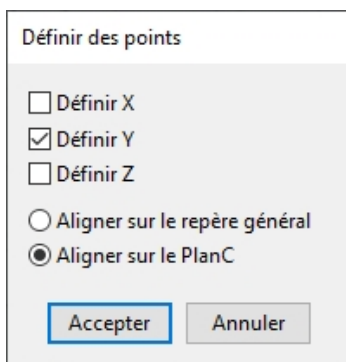 Définir des points
Définir X
Définir Y
Définir Z
Aligner sur le repère général
Aligner sur le PlanC
Accepter Annuler